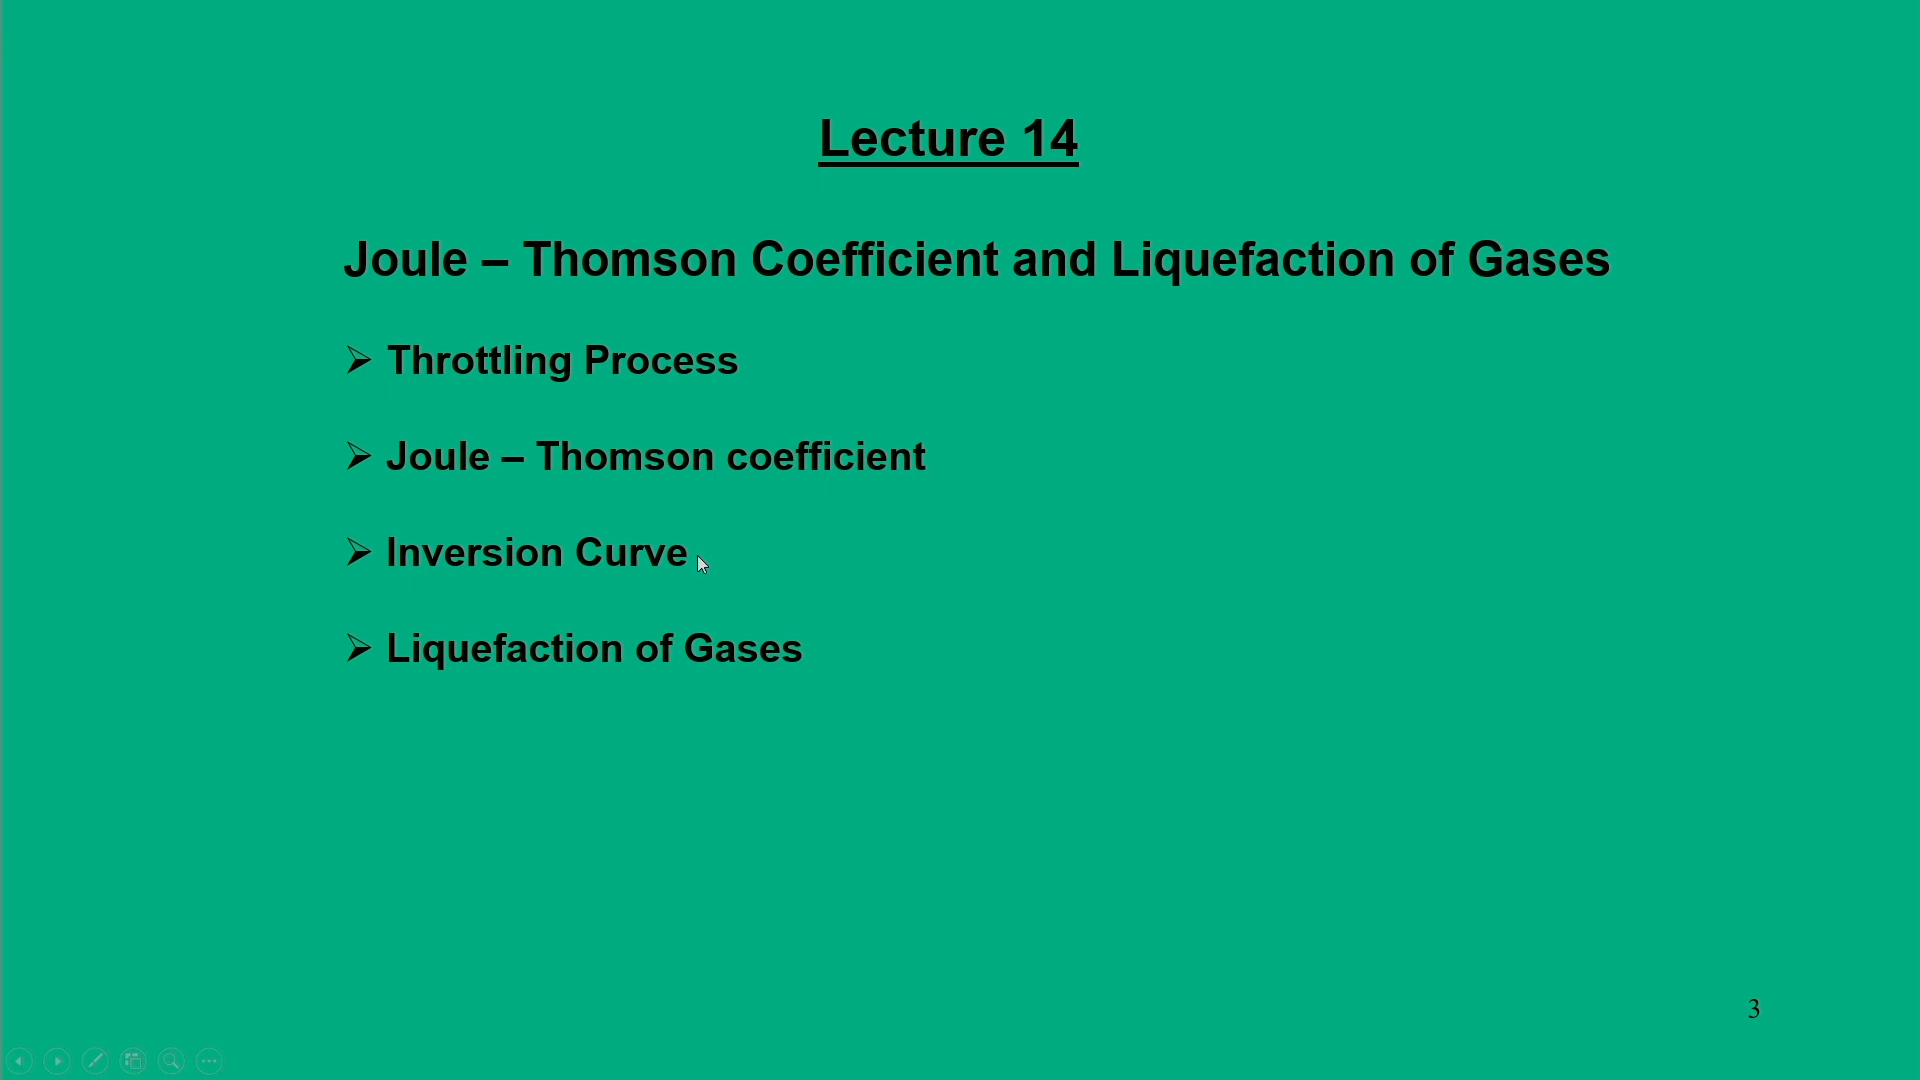 Lecture 14
Joule – Thomson Coefficient and Liquefaction of Gases
➢ Throttling Process
➢ Joule – Thomson coefficient
➢ Inversion Curve
➢ Liquefaction of Gases
3